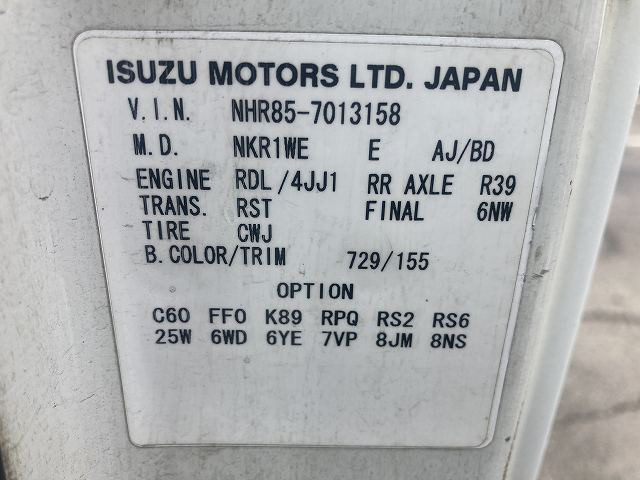 ISUZU MOTORS LTD. JAPAN
V.I.N. NHR85-7013158
M.D. NKR1WE E AJ/BD
ENGINE RDL/4JJ1 RR AXLE R39
TRANS. RST FINAL 6NW
TIRE CWJ
B.COLOR/TRIM 729/155
OPTION
C60 FF0 K89 RPQ RS2 RS6
25W 6WD 6YE 7VP 8JM 8NS